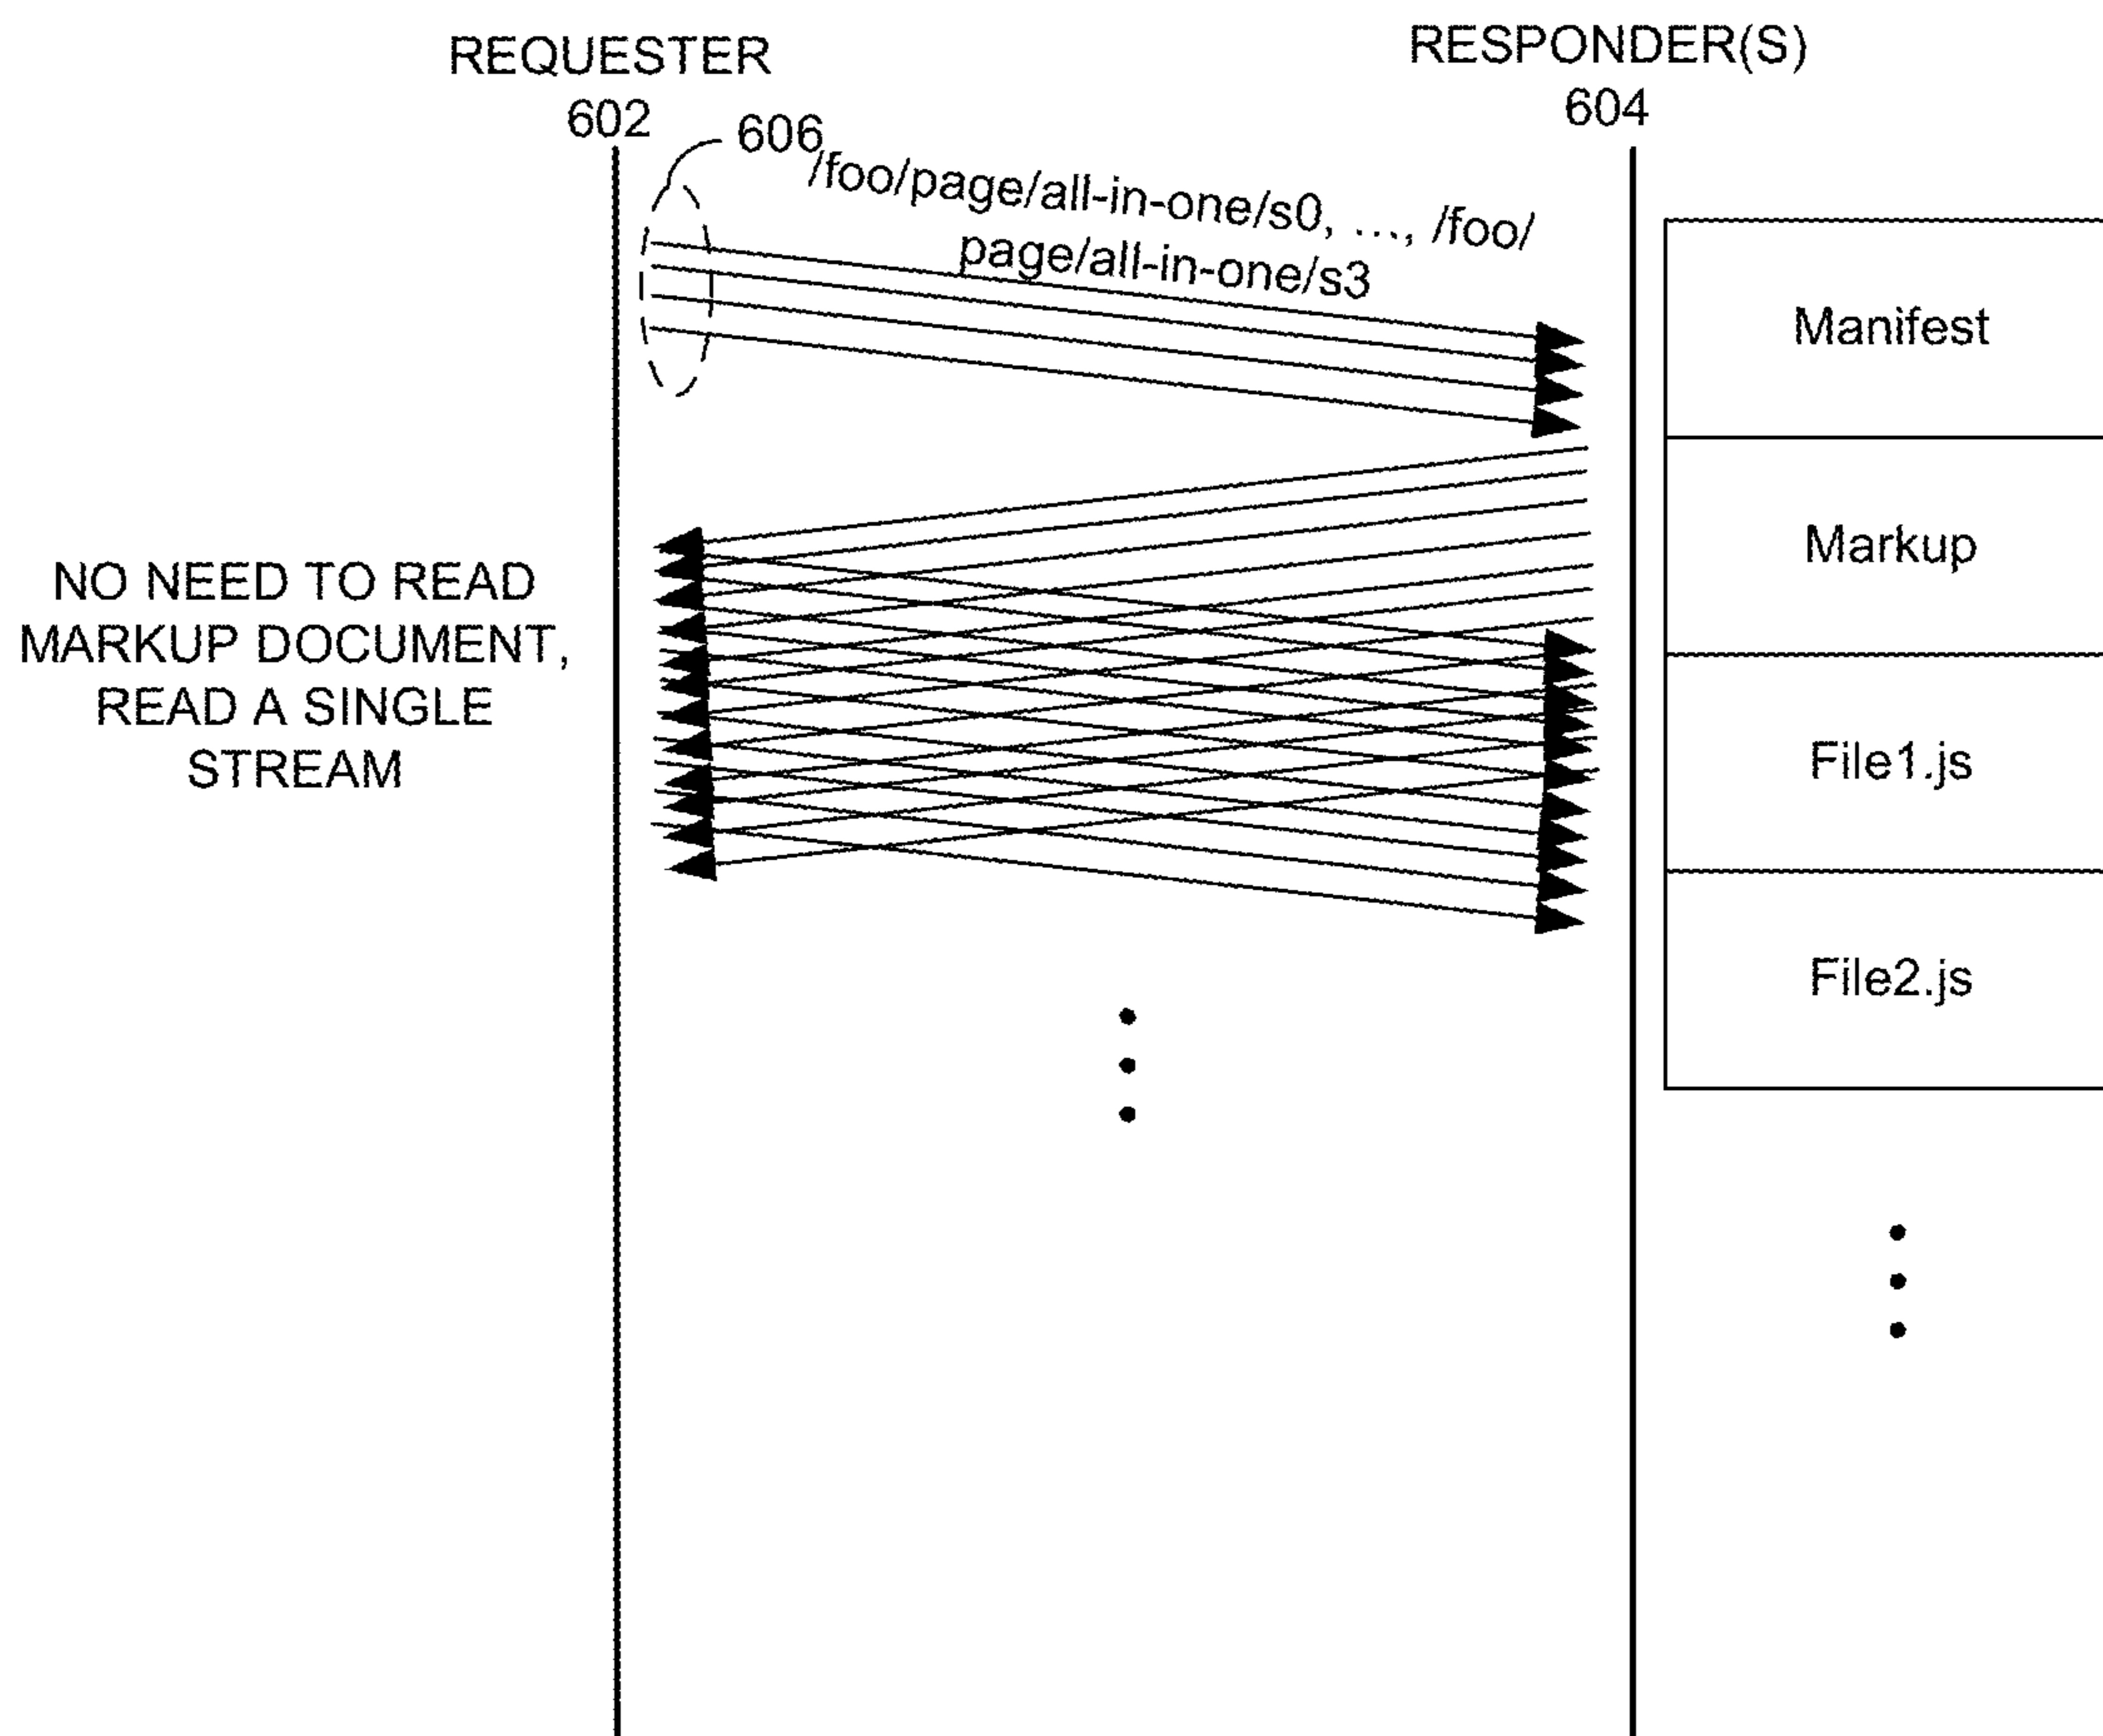 REQUESTER
602
RESPONDER(S)
604
606
/foo/page/all-in-one/s0, ..., /foo/
page/all-in-one/s3
Manifest
Markup
File1.js
File2.js
NO NEED TO READ
MARKUP DOCUMENT,
READ A SINGLE
STREAM